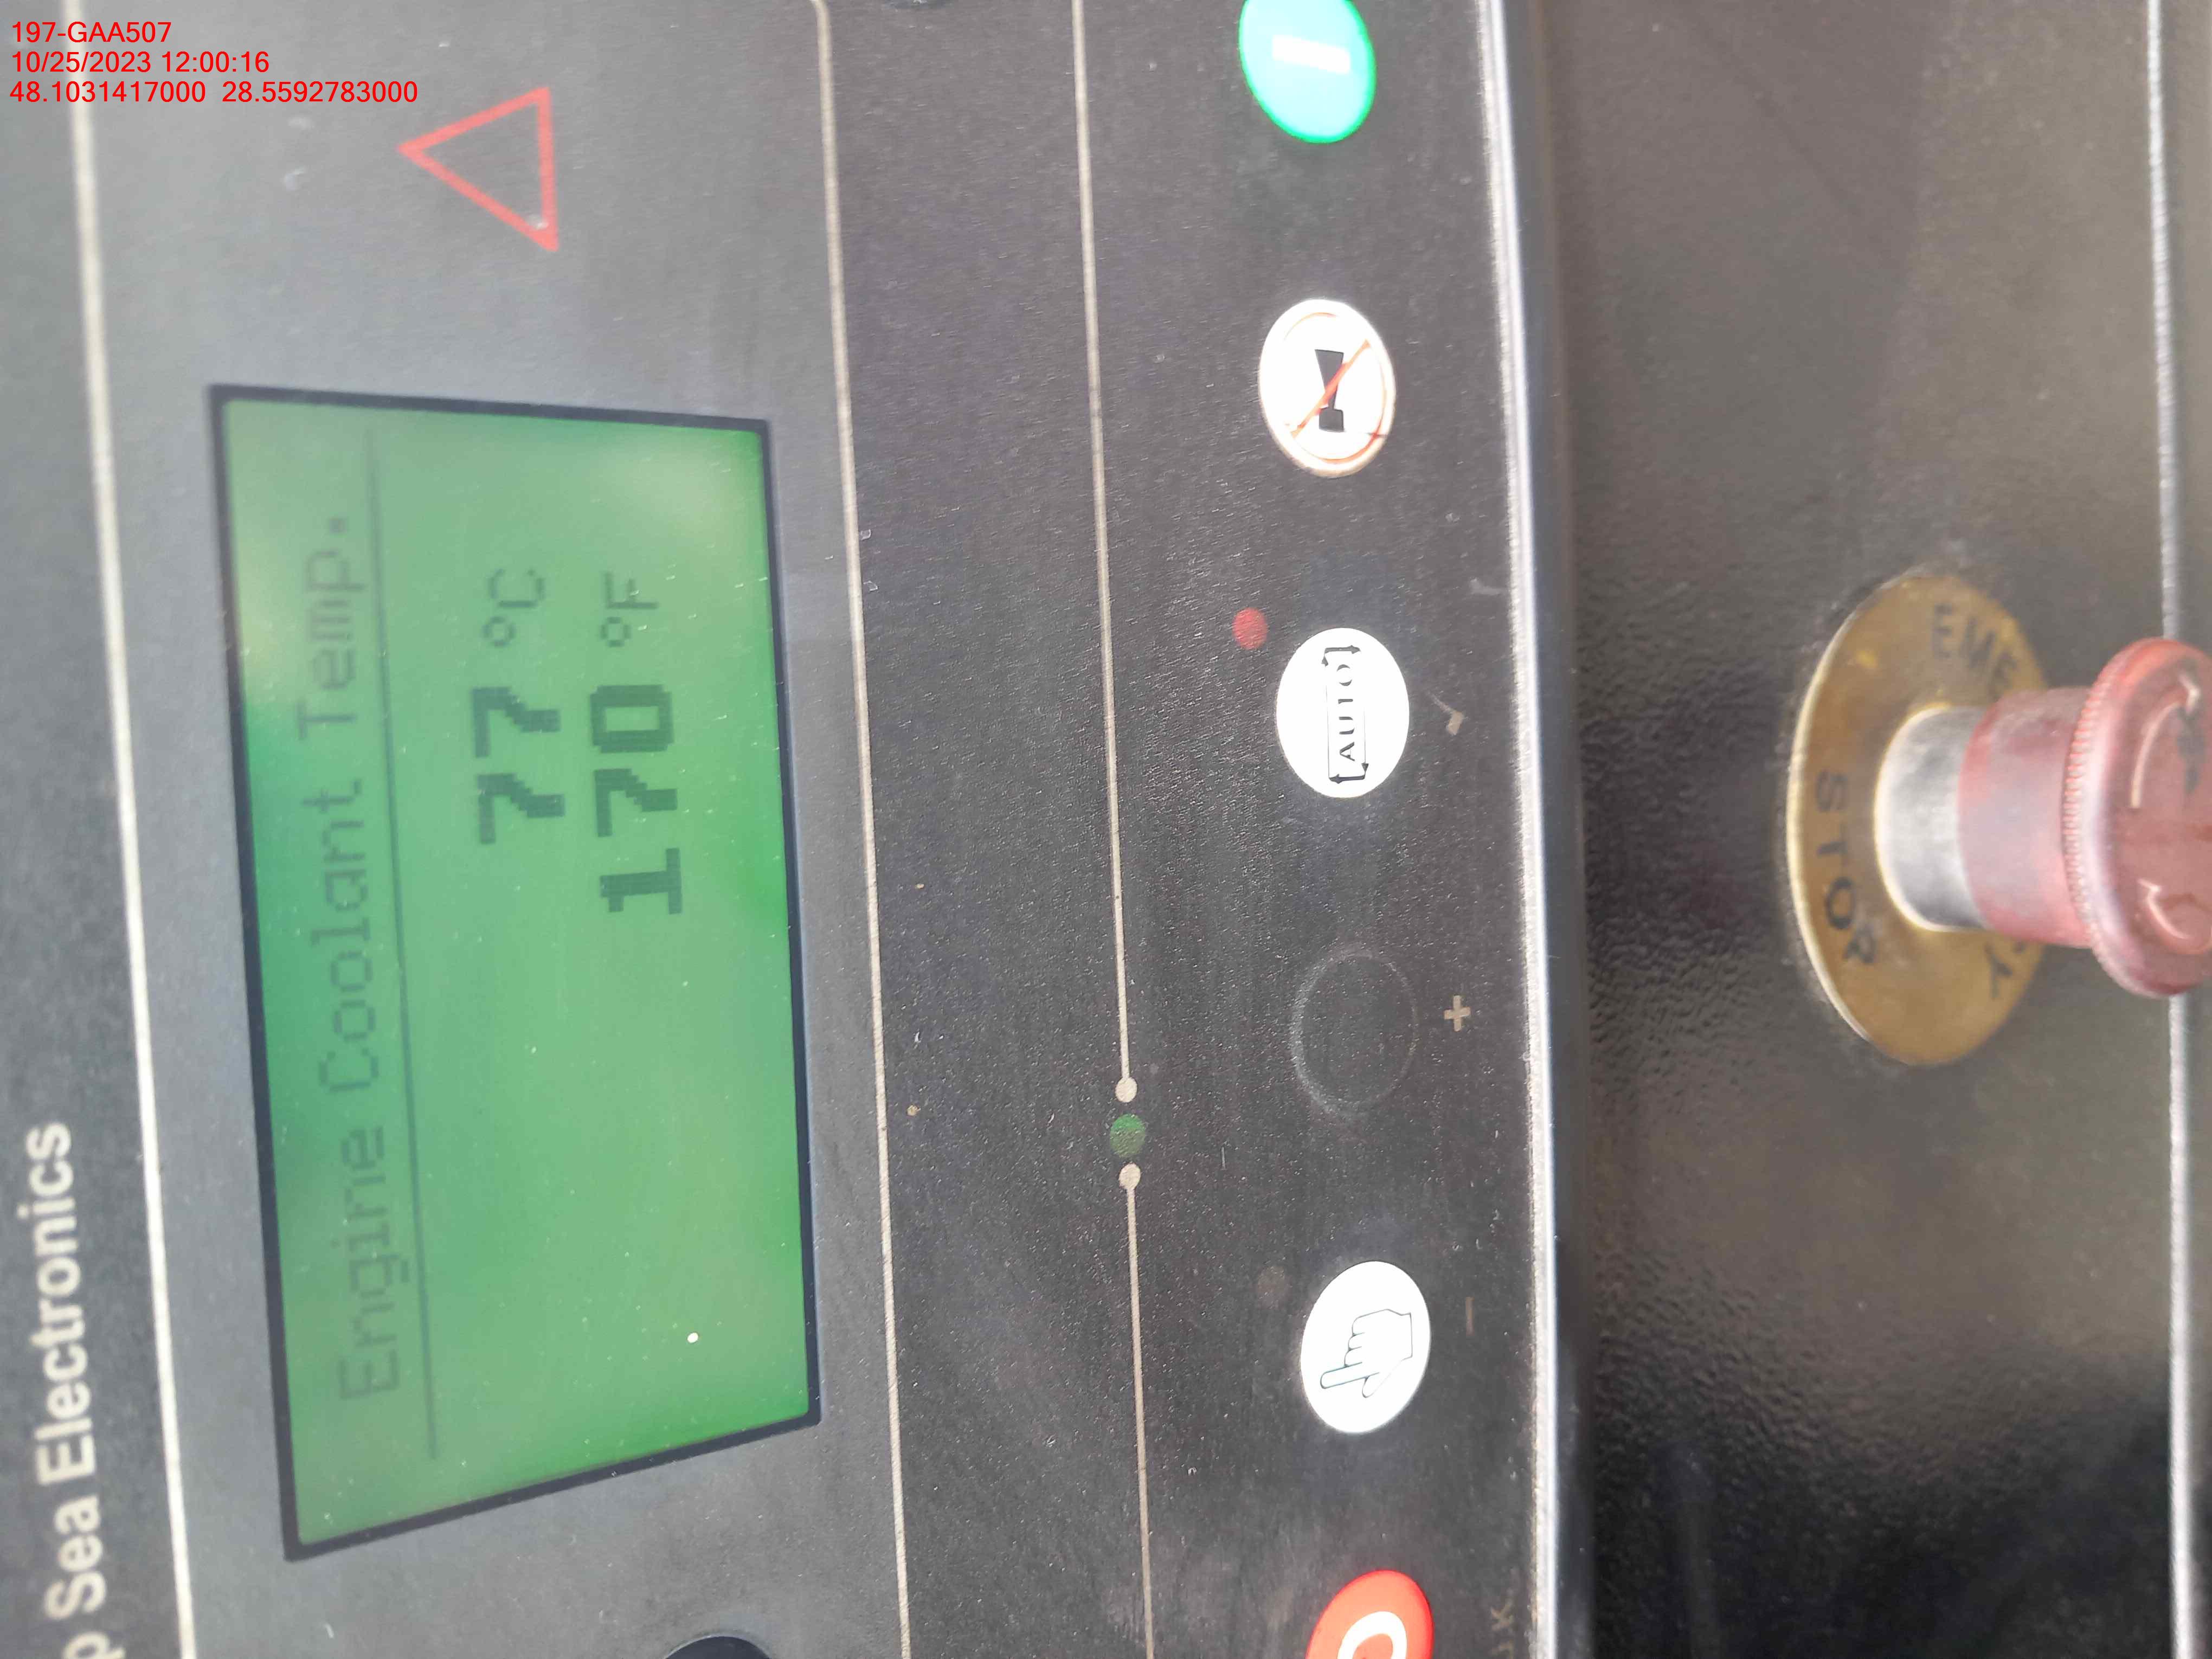 197-GAA507
10/25/2023 12:00:16
48.1031417000 28.5592783000
p Sea Electronics
Engine Coolant Temp.
77 °C
170 °F
AUTO
+
-
STOP